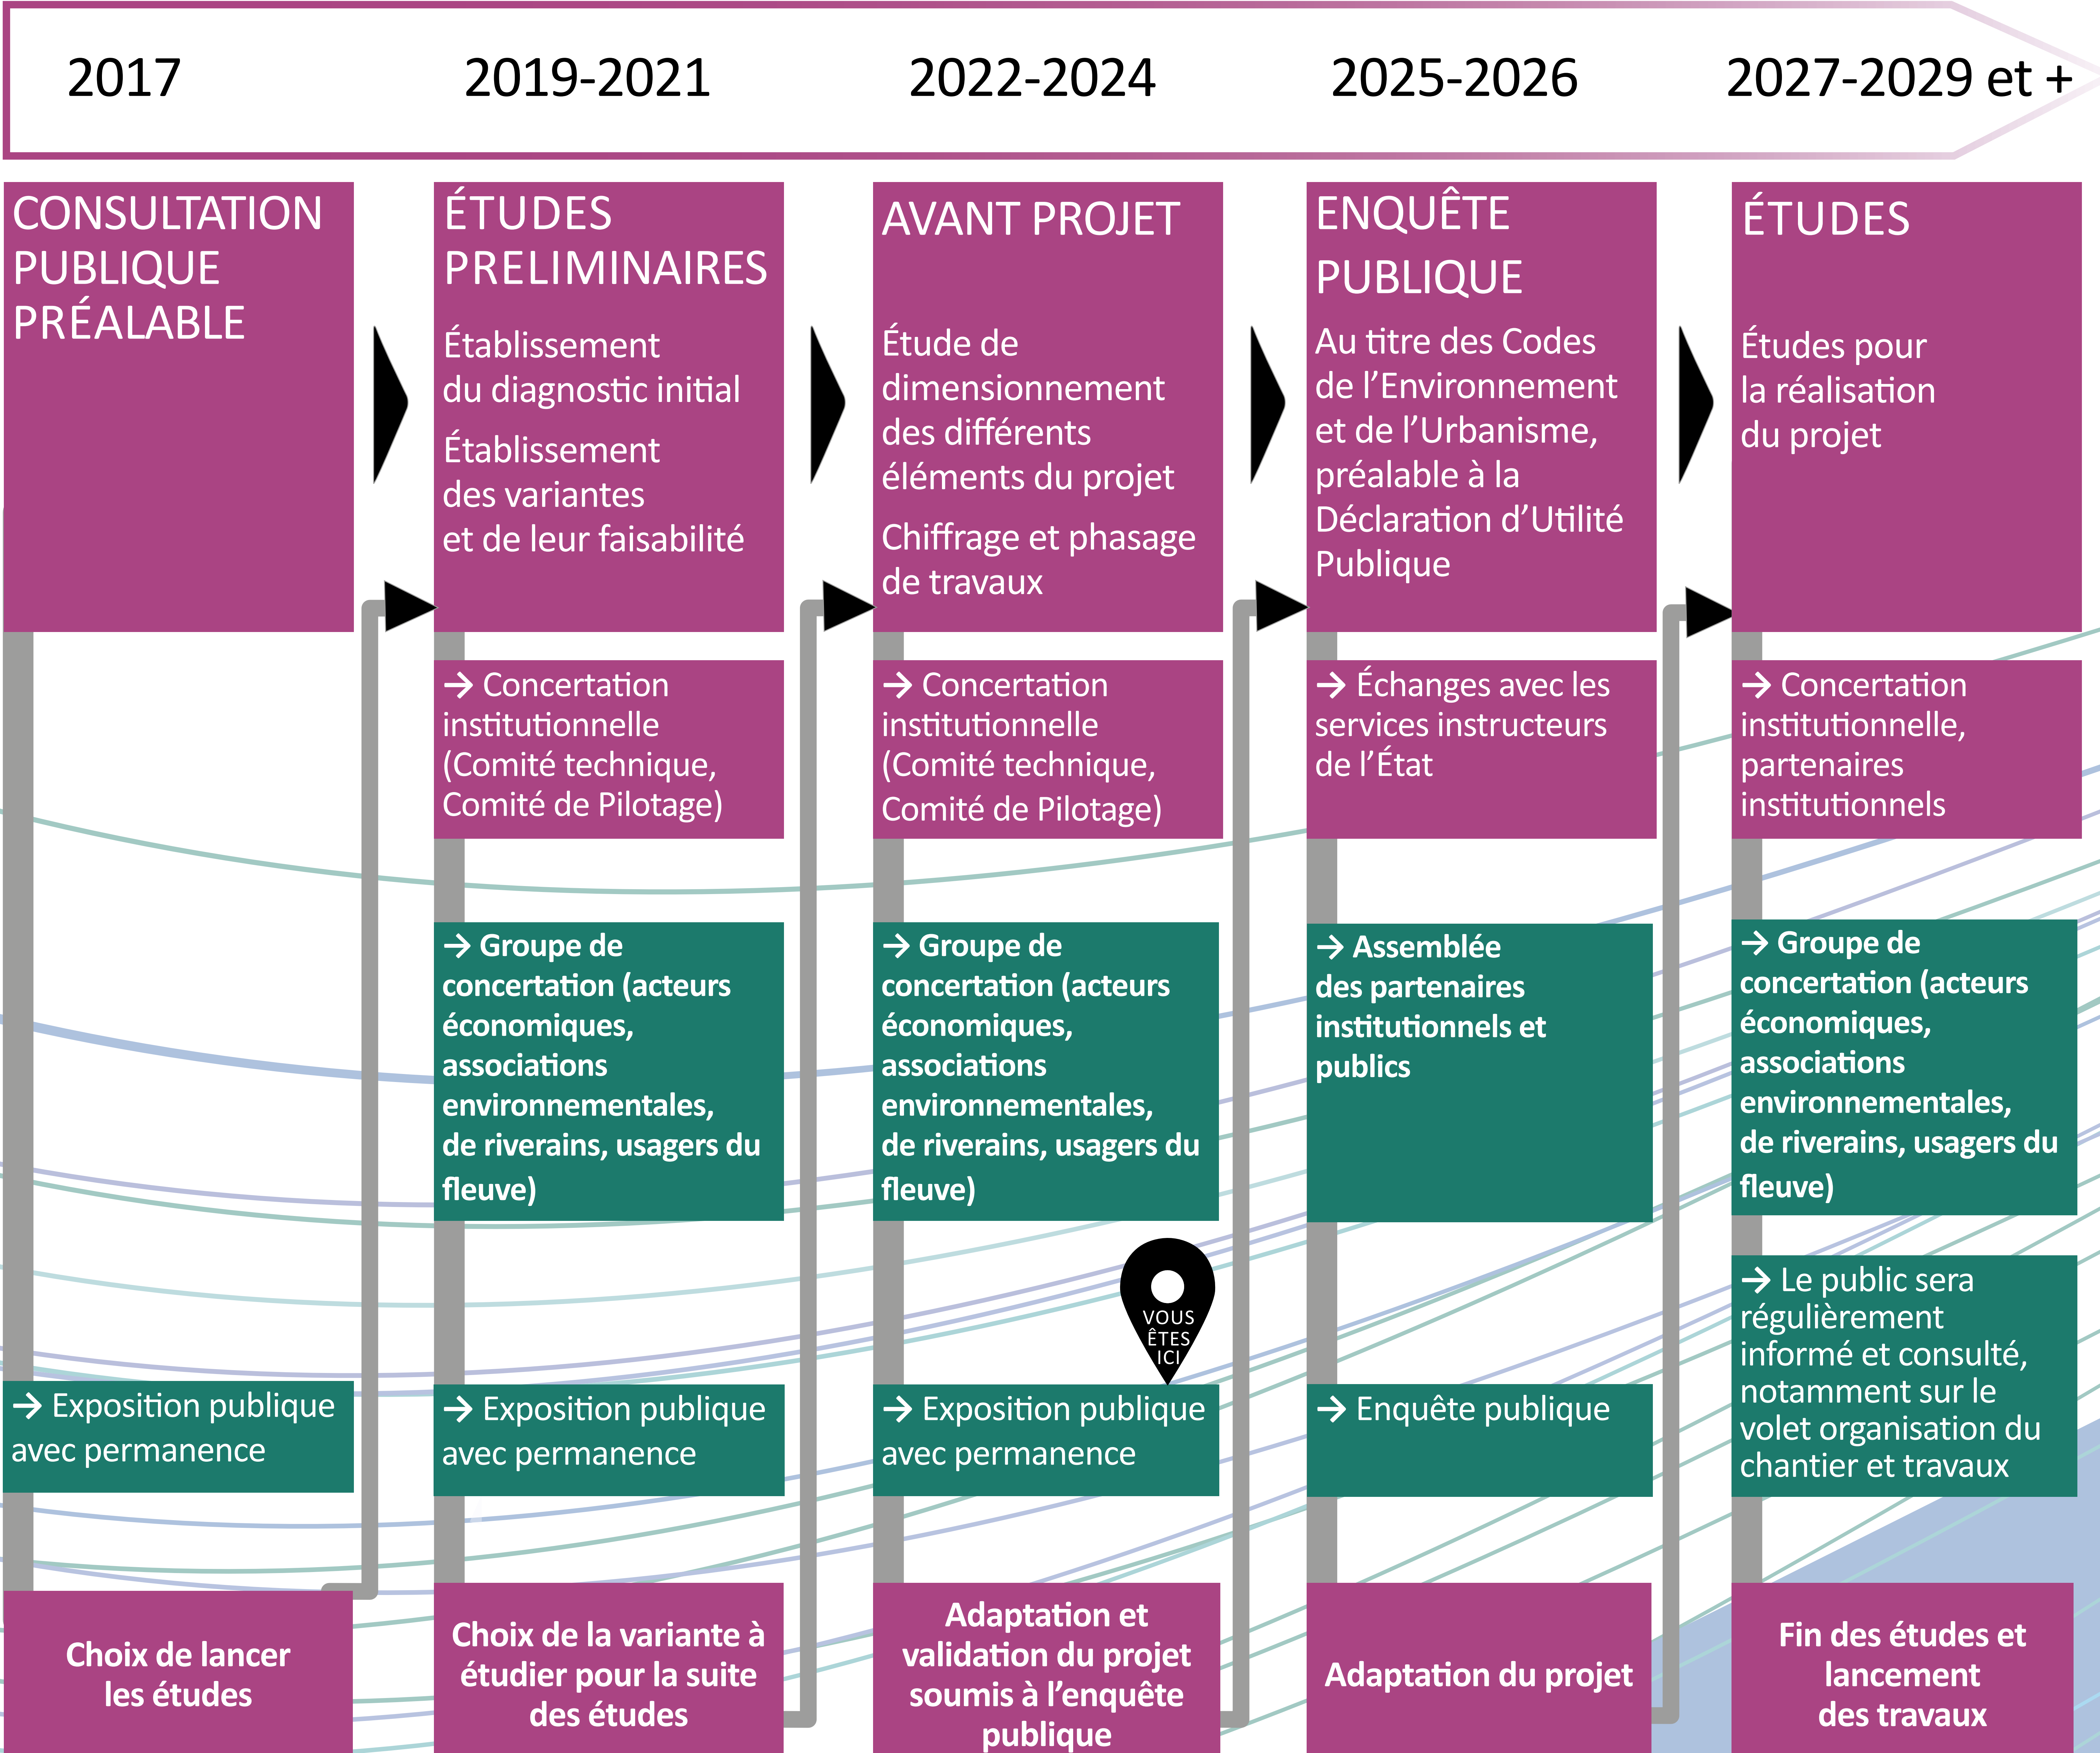 2017
2019-2021
2022-2024
2025-2026
2027-2029 et +
CONSULTATION
PUBLIQUE
PRÉALABLE
→ Exposition publique
avec permanence
Choix de lancer
les études
ÉTUDES
PRELIMINAIRES
Établissement
du diagnostic initial
Établissement
des variantes
et de leur faisabilité
→ Concertation
institutionnelle
(Comité technique,
Comité de Pilotage)
→ Groupe de
concertation (acteurs
économiques,
associations
environnementales,
de riverains, usagers du
fleuve)
→ Exposition publique
avec permanence
Choix de la variante à
étudier pour la suite
des études
AVANT PROJET
Étude de
dimensionnement
des différents
éléments du projet
Chiffrage et phasage
de travaux
→ Concertation
institutionnelle
(Comité technique,
Comité de Pilotage)
→ Groupe de
concertation (acteurs
économiques,
associations
environnementales,
de riverains, usagers du
fleuve)
VOUS
ÊTES
ICI
→ Exposition publique
avec permanence
Adaptation et
validation du projet
soumis à l’enquête
publique
ENQUÊTE
PUBLIQUE
Au titre des Codes
de l’Environnement
et de l’Urbanisme,
préalable à la
Déclaration d’Utilité
Publique
→ Échanges avec les
services instructeurs
de l’État
→ Assemblée
des partenaires
institutionnels et
publics
→ Enquête publique
Adaptation du projet
ÉTUDES
Études pour
la réalisation
du projet
→ Concertation
institutionnelle,
partenaires
institutionnels
→ Groupe de
concertation (acteurs
économiques,
associations
environnementales,
de riverains, usagers du
fleuve)
→ Le public sera
régulièrement
informé et consulté,
notamment sur le
volet organisation du
chantier et travaux
Fin des études et
lancement
des travaux